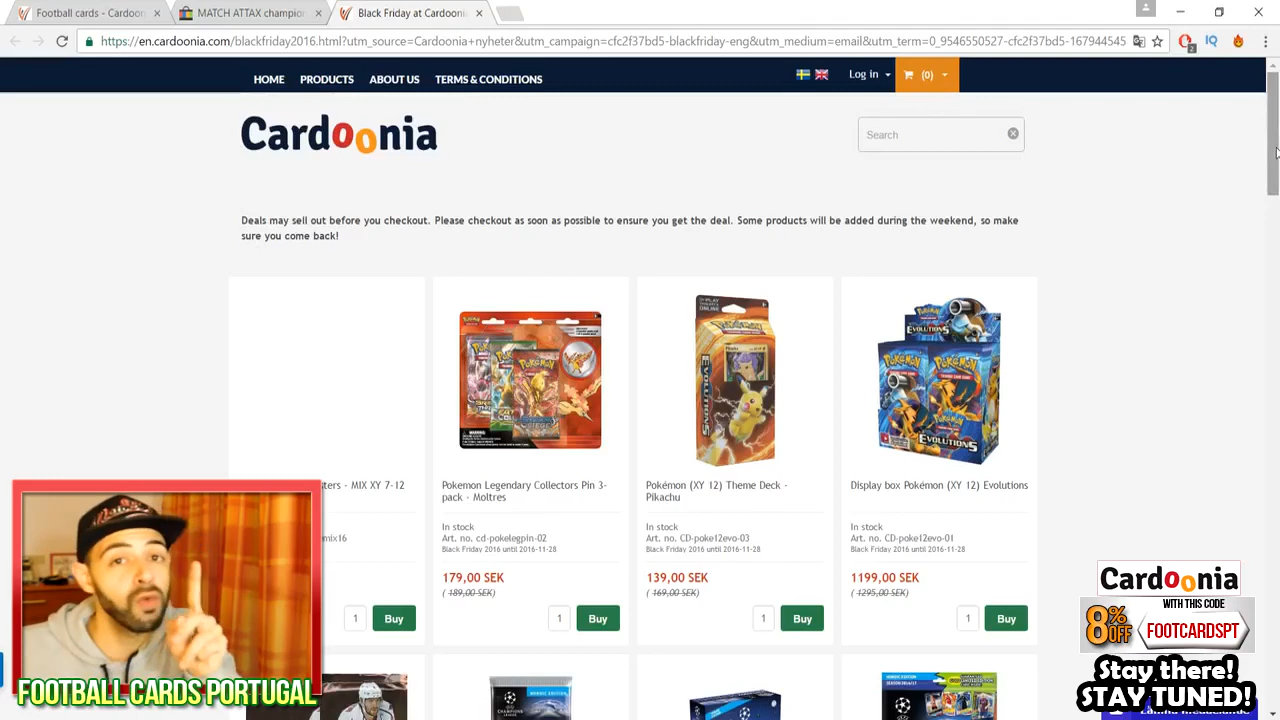 Football cards - Cardoon
MATCH ATTAX champion
Black Friday at Cardoonia
https://en.cardoonia.com/blackfriday2016.html?utm_source=Cardoonia+nyheter&utm_campaign=cfc2f37bd5-blackfriday-eng&utm_medium=email&utm_term=0_9546550527-cfc2f37bd5-167944545
HOME PRODUCTS ABOUT US TERMS & CONDITIONS
Log in (0)
Cardoonia
Search
Deals may sell out before you checkout. Please checkout as soon as possible to ensure you get the deal. Some products will be added during the weekend, so make
sure you come back!
- MIX XY 7-12
Pokemon Legendary Collectors Pin 3-
pack - Moltres
In stock
Art. no. cd-pokelegpin-02
Black Friday 2016 until 2016-11-28
179,00 SEK
( 189,00 SEK)
1 Buy
Pokémon (XY 12) Theme Deck -
Pikachu
In stock
Art. no. CD-poke12evo-03
Black Friday 2016 until 2016-11-28
139,00 SEK
( 169,00 SEK)
1 Buy
Display box Pokémon (XY 12) Evolutions
In stock
Art. no. CD-poke12evo-01
Black Friday 2016 until 2016-11-28
1199,00 SEK
( 1295,00 SEK)
1 Buy
1 Buy
FOOTBALL CARDS PORTUGAL
Cardoonia
8% OFF
WITH THIS CODE
FOOTCARDSPT
Stay there!
STAY TUNED!